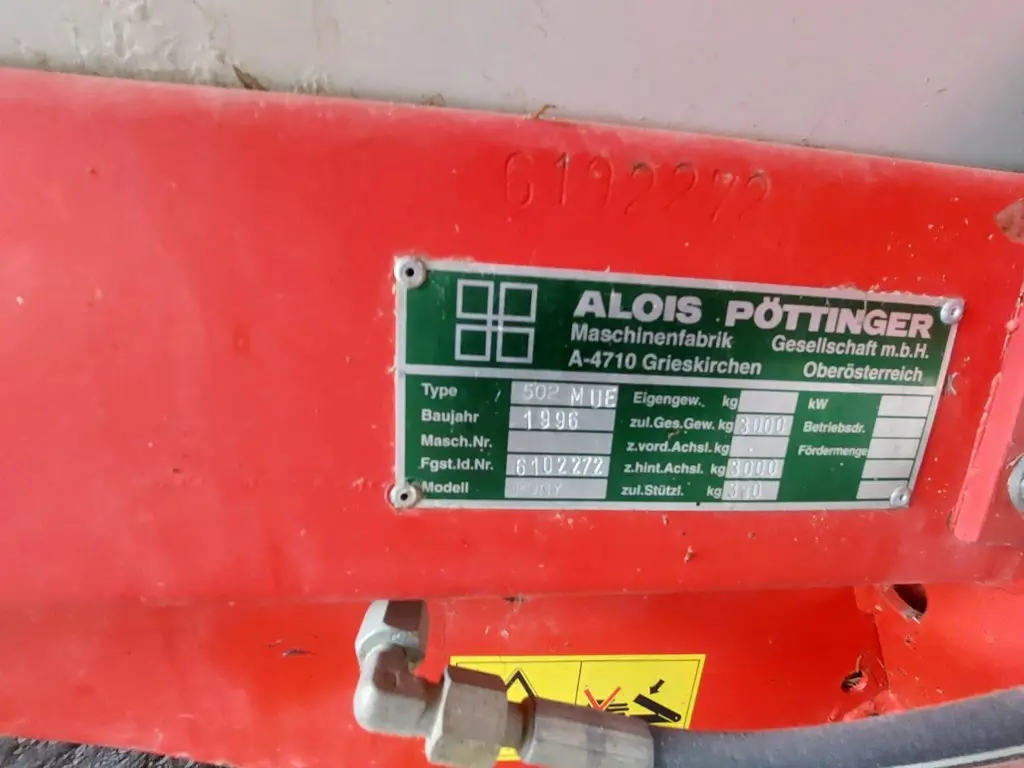 6192272
ALOIS PÖTTINGER
Maschinenfabrik Gesellschaft m.b.H.
A-4710 Grieskirchen Oberösterreich
Type 502 MUE Eigengew. kg kW
Baujahr 1996 zul.Ges.Gew. kg 3000 Betriebsdr.
Masch.Nr. z.vord.Achsl. kg Fördermenge
Fgst.Id.Nr. 6102272 z.hint.Achsl. kg 3000
Modell zul.Stützl. kg 310